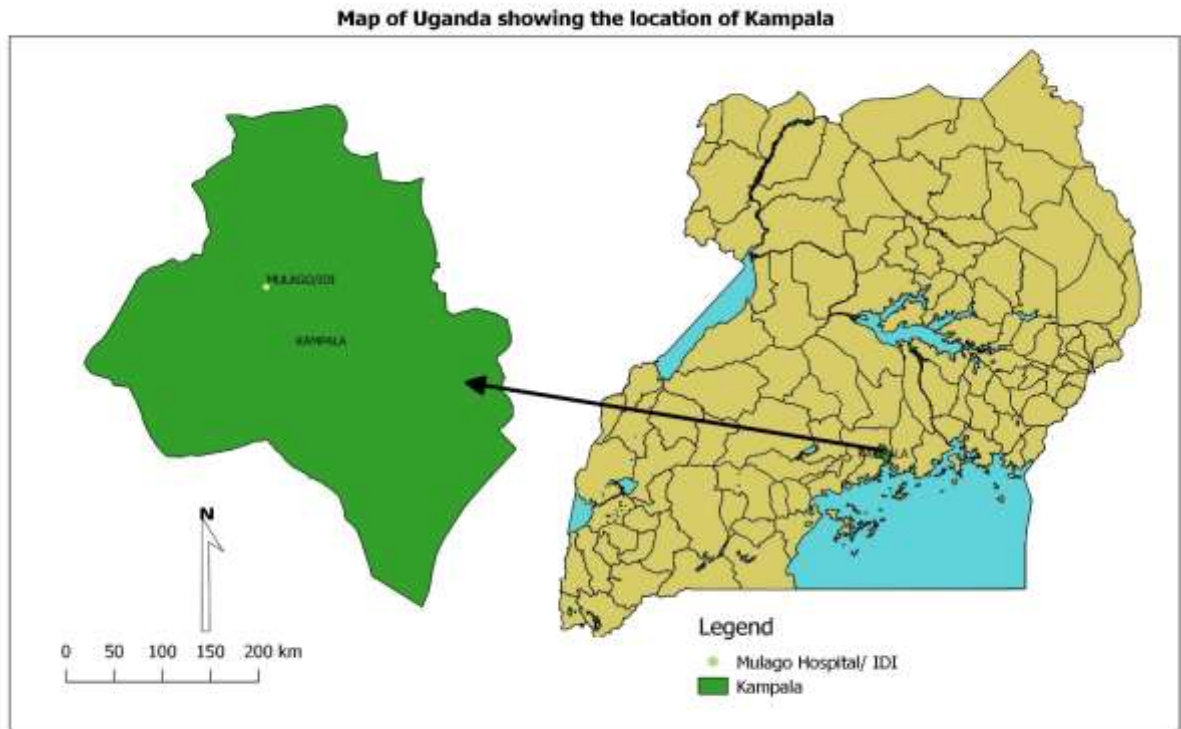 Map of Uganda showing the location of Kampala
MULAGO/IDI
KAMPALA
KAMPALA
N
0 50 100 150 200 km
Legend
Mulago Hospital/ IDI
Kampala